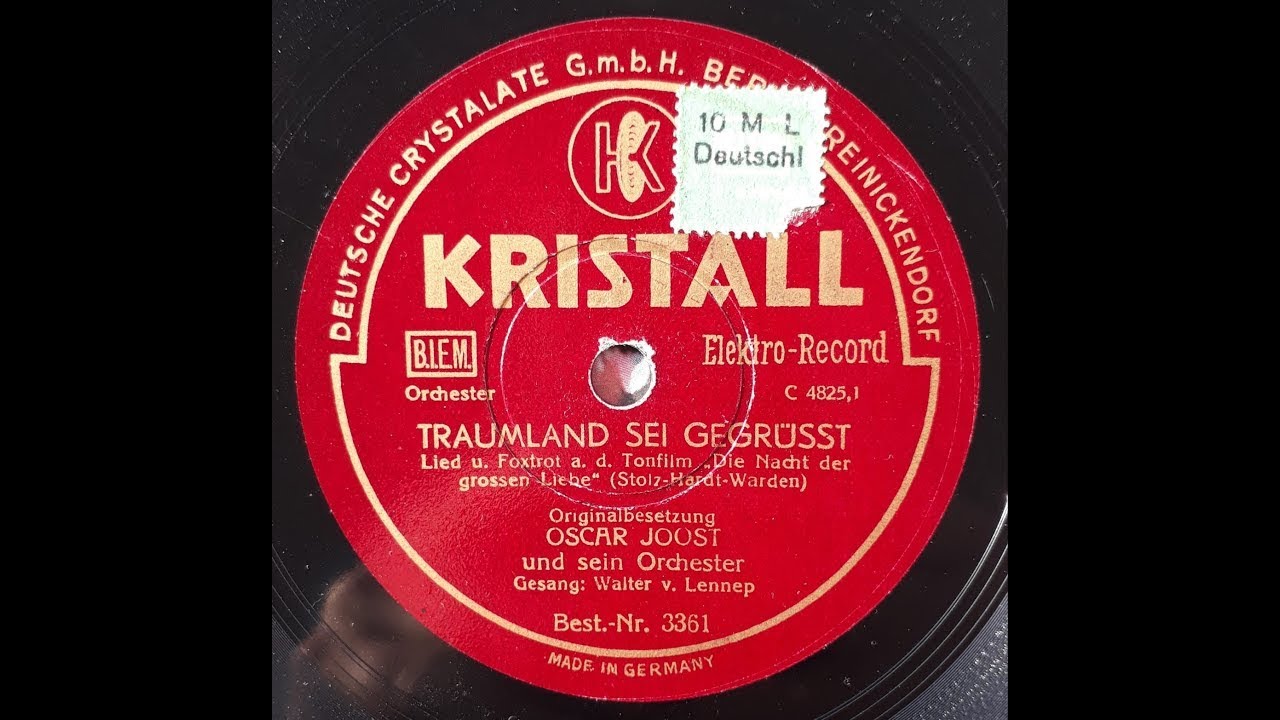 DEUTSCHE CRYSTALATE G.m.b.H. BER REINICKENDORF
HK
10 M L
Deutschl
KRISTALL
B.I.E.M.
Elektro-Record
Orchester
C 4825,1
TRAUMLAND SEI GEGRÜSST
Lied u. Foxtrot a. d. Tonfilm „Die Nacht der
grossen Liebe“ (Stolz-Hardt-Warden)
Originalbesetzung
OSCAR JOOST
und sein Orchester
Gesang: Walter v. Lennep
Best.-Nr. 3361
MADE IN GERMANY